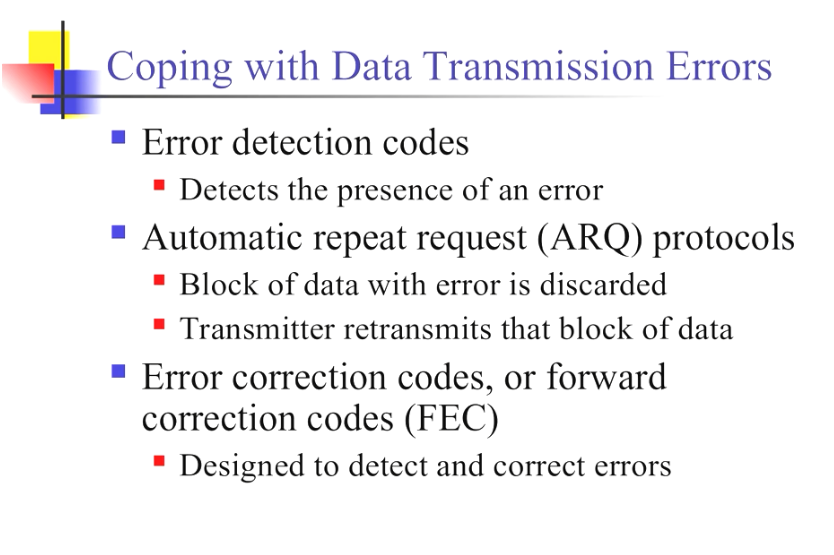 Coping with Data Transmission Errors
Error detection codes
Detects the presence of an error
Automatic repeat request (ARQ) protocols
Block of data with error is discarded
Transmitter retransmits that block of data
Error correction codes, or forward
correction codes (FEC)
Designed to detect and correct errors